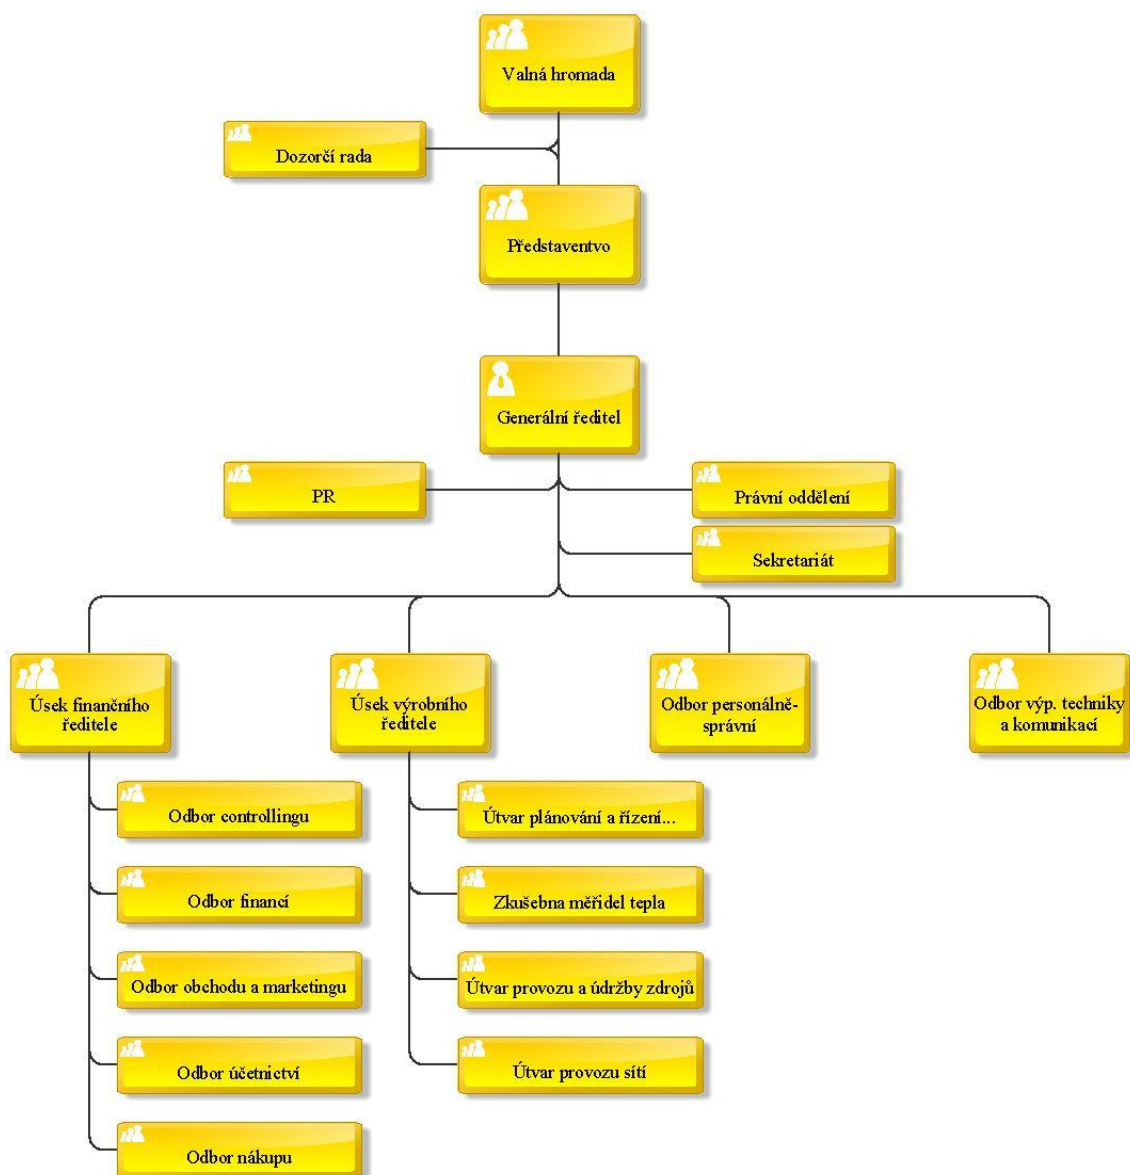 Valná hromada
Dozorčí rada
Představentvo
Generální ředitel
PR
Právní oddělení
Sekretariát
Úsek finančního
ředitele
Úsek výrobního
ředitele
Odbor personálně-
správní
Odbor výp. techniky
a komunikací
Odbor controllingu
Odbor financí
Odbor obchodu a marketingu
Odbor účetnictví
Odbor nákupu
Útvar plánování a řízení...
Zkušebna měřidel tepla
Útvar provozu a údržby zdrojů
Útvar provozu sítí